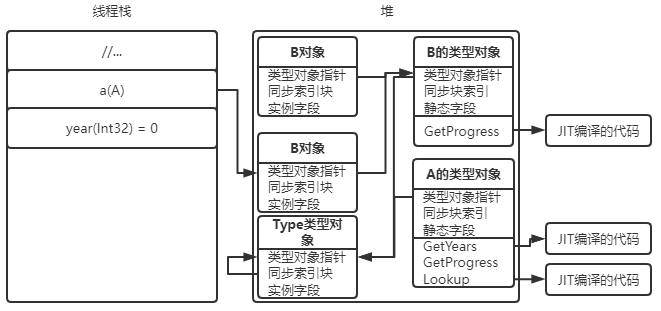 线程栈
//...
a(A)
year(Int32) = 0
堆
B对象
类型对象指针
同步索引块
实例字段
B对象
类型对象指针
同步索引块
实例字段
Type类型对
象
类型对象指针
同步索引块
实例字段
B的类型对象
类型对象指针
同步块索引
静态字段
GetProgress
A的类型对象
类型对象指针
同步块索引
静态字段
GetYears
GetProgress
Lookup
JIT编译的代码
JIT编译的代码
JIT编译的代码